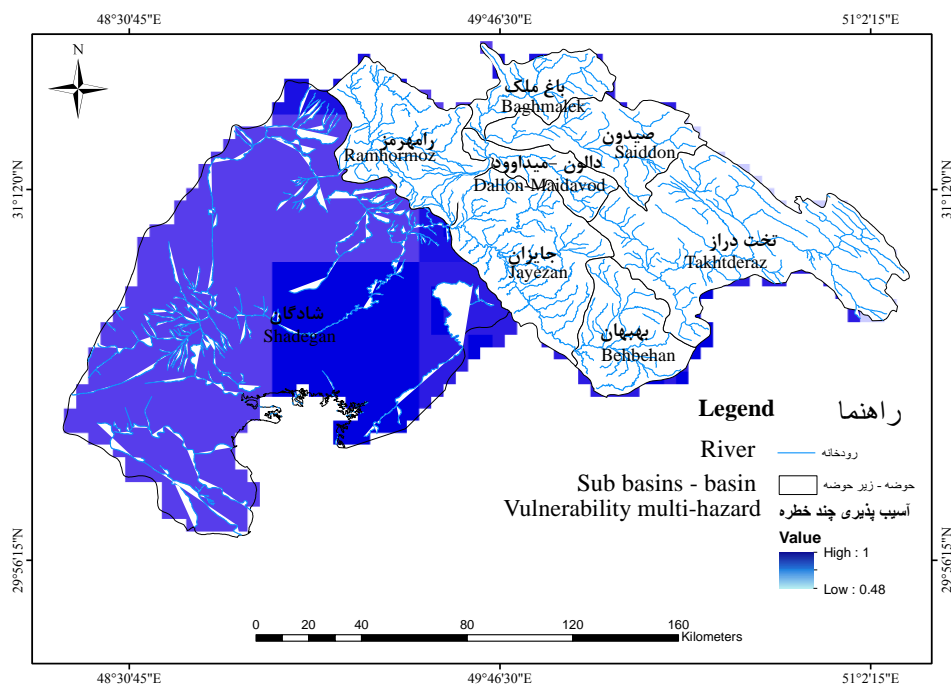 48°30'45"E
49°46'30"E
51°2'15"E
N
باغ ملک
Baghmalek
صیدون
Saiddon
رامهرمز
Ramhormoz
دالون –میداوود
Dallon-Maidavod
31°12'0"N
31°12'0"N
تخت دراز
Takhtderaz
جایزان
Jayezan
شادگان
Shadegan
بهبهان
Behbehan
Legend راهنما
River رودخانه
Sub basins - basin حوضه - زیر حوضه
Vulnerability multi-hazard آسیب پذیری چند خطره
Value
High : 1
Low : 0.48
29°56'15"N
29°56'15"N
0 20 40 80 120 160
Kilometers
48°30'45"E
49°46'30"E
51°2'15"E